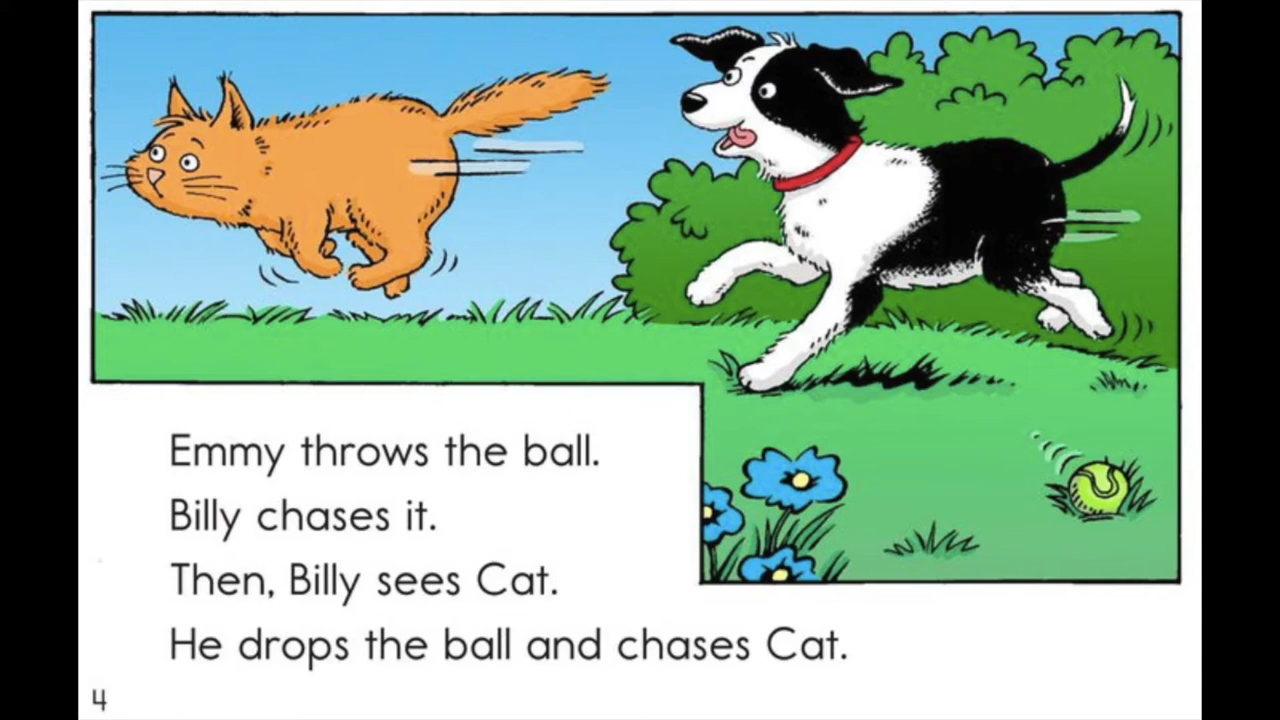 Emmy throws the ball.
Billy chases it.
Then, Billy sees Cat.
He drops the ball and chases Cat.
4